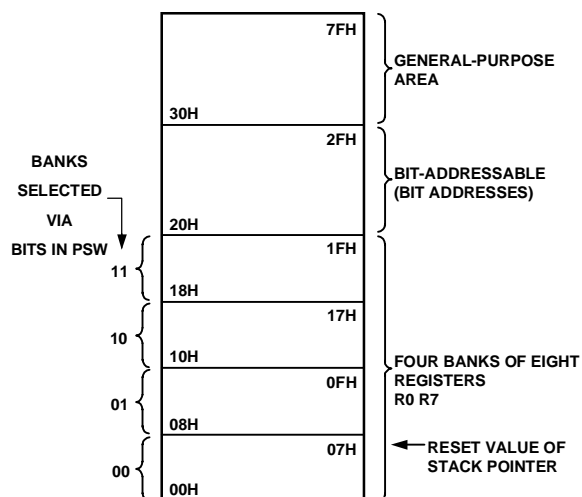 7FH
GENERAL-PURPOSE
AREA
30H
2FH
BANKS
SELECTED
VIA
BITS IN PSW
BIT-ADDRESSABLE
(BIT ADDRESSES)
20H
1FH
11
18H
17H
10
10H
FOUR BANKS OF EIGHT
REGISTERS
R0 R7
0FH
01
08H
07H
RESET VALUE OF
STACK POINTER
00
00H